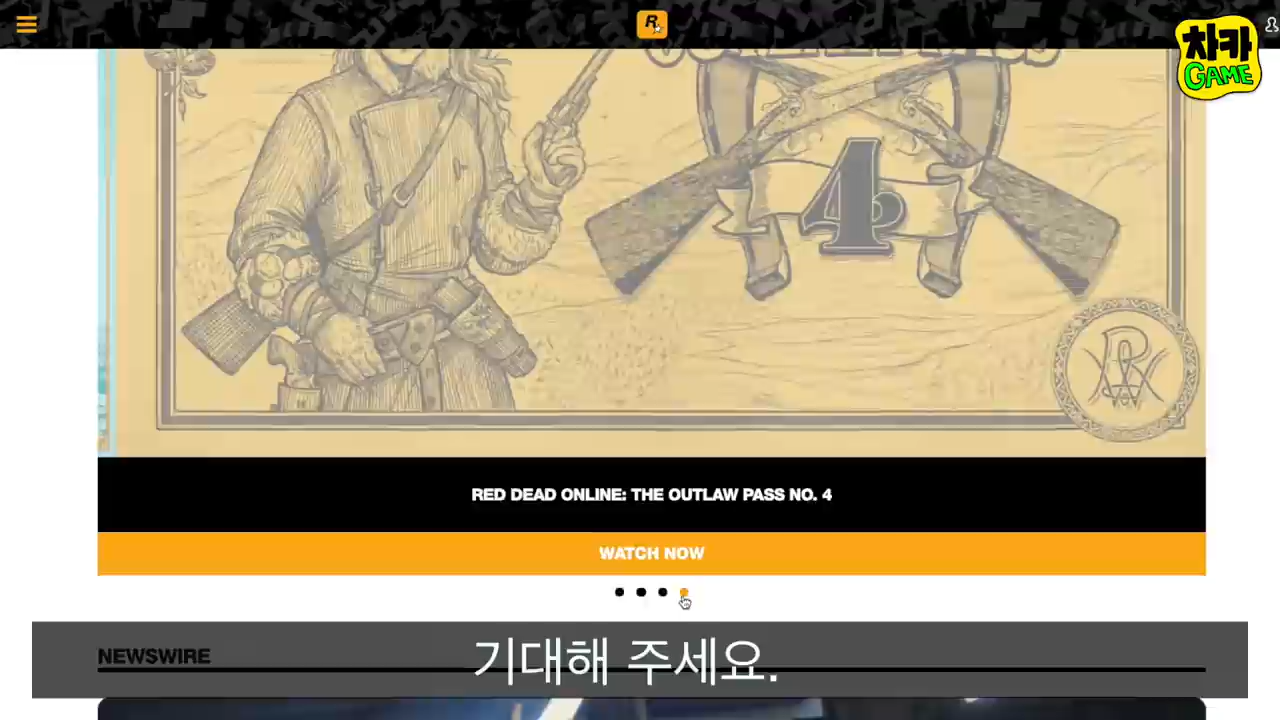 R
차카
GAME
4
RED DEAD ONLINE: THE OUTLAW PASS NO. 4
WATCH NOW
NEWSWIRE
기대해 주세요.